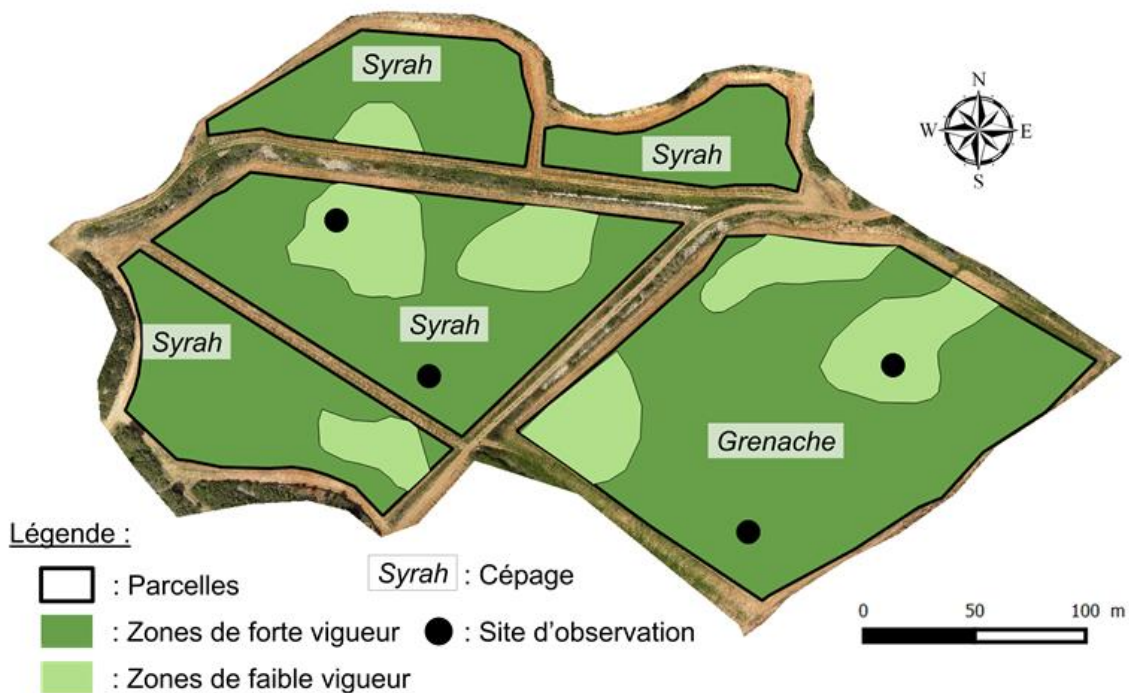 Syrah
Syrah
N
W E
S
Syrah
Syrah
Grenache
Légende :
: Parcelles
Syrah : Cépage
: Zones de forte vigueur
: Site d'observation
: Zones de faible vigueur
0 50 100 m